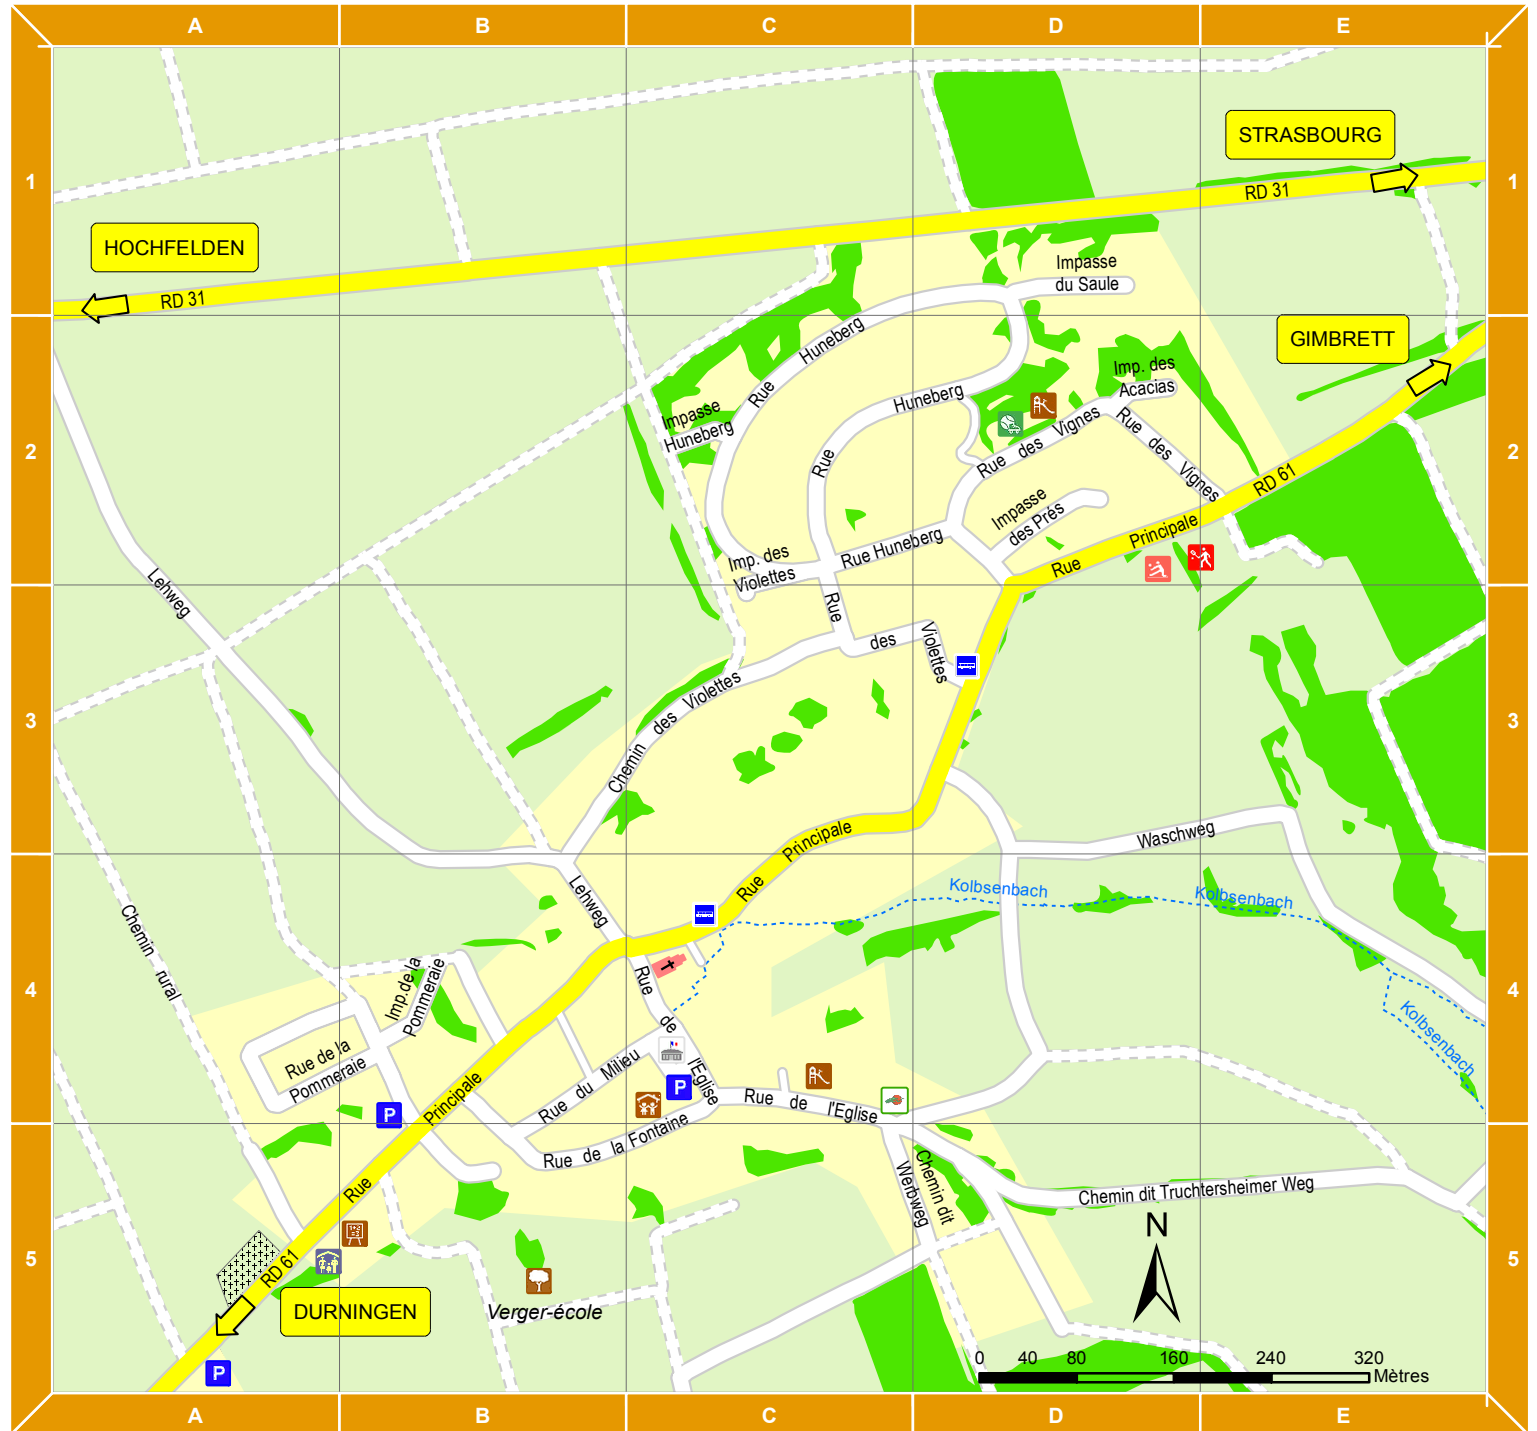 A B C D E
1
STRASBOURG
RD 31
1
HOCHFELDEN
RD 31
Impasse
du Saule
GIMBRETT
Rue Huneberg
Huneberg
Imp. des
Acacias
Impasse
Huneberg
Rue des Vignes
Rue des Vignes
2
Rue
RD 61
2
Impasse
des Prés
Rue Principale
Rue Huneberg
Imp. des
Violettes
Lehweg
Rue des Violettes
Chemin des Violettes
3
3
Rue Principale
Waschweg
Lehweg
Kolbsenbach
Kolbsenbach
Chemin rural
Imp. de la
Pommeraie
4
4
Rue de l'Eglise
Kolbsenbach
Rue de la
Pommeraie
Rue du Milieu
Principale
P
P
Rue de l'Eglise
Rue de la Fontaine
Rue
Werbweg
Chemin dit
Chemin dit Truchtersheimer Weg
N
5
RD 61
5
DURNINGEN
Verger-école
P
0 40 80 160 240 320
Mètres
A B C D E